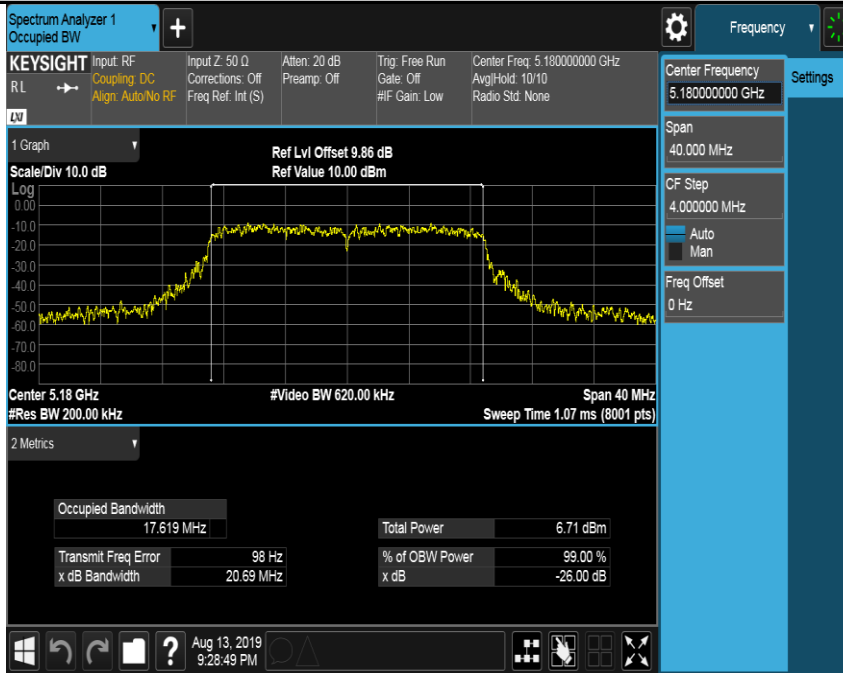 Spectrum Analyzer 1
Occupied BW
+
Frequency
KEYSIGHT
RL
LXI
Input: RF
Coupling: DC
Align: Auto/No RF
Input Z: 50 Ω
Corrections: Off
Freq Ref: Int (S)
Atten: 20 dB
Preamp: Off
Trig: Free Run
Gate: Off
#IF Gain: Low
Center Freq: 5.180000000 GHz
Avg|Hold: 10/10
Radio Std: None
Center Frequency
5.180000000 GHz
Settings
Span
40.000 MHz
CF Step
4.000000 MHz
Auto
Man
Freq Offset
0 Hz
1 Graph
Scale/Div 10.0 dB
Ref Lvl Offset 9.86 dB
Ref Value 10.00 dBm
Log
0.00
-10.0
-20.0
-30.0
-40.0
-50.0
-60.0
-70.0
-80.0
Center 5.18 GHz
#Video BW 620.00 kHz
Span 40 MHz
#Res BW 200.00 kHz
Sweep Time 1.07 ms (8001 pts)
2 Metrics
Occupied Bandwidth
17.619 MHz
Total Power 6.71 dBm
Transmit Freq Error 98 Hz
% of OBW Power 99.00 %
x dB Bandwidth 20.69 MHz
x dB -26.00 dB
?
Aug 13, 2019
9:28:49 PM